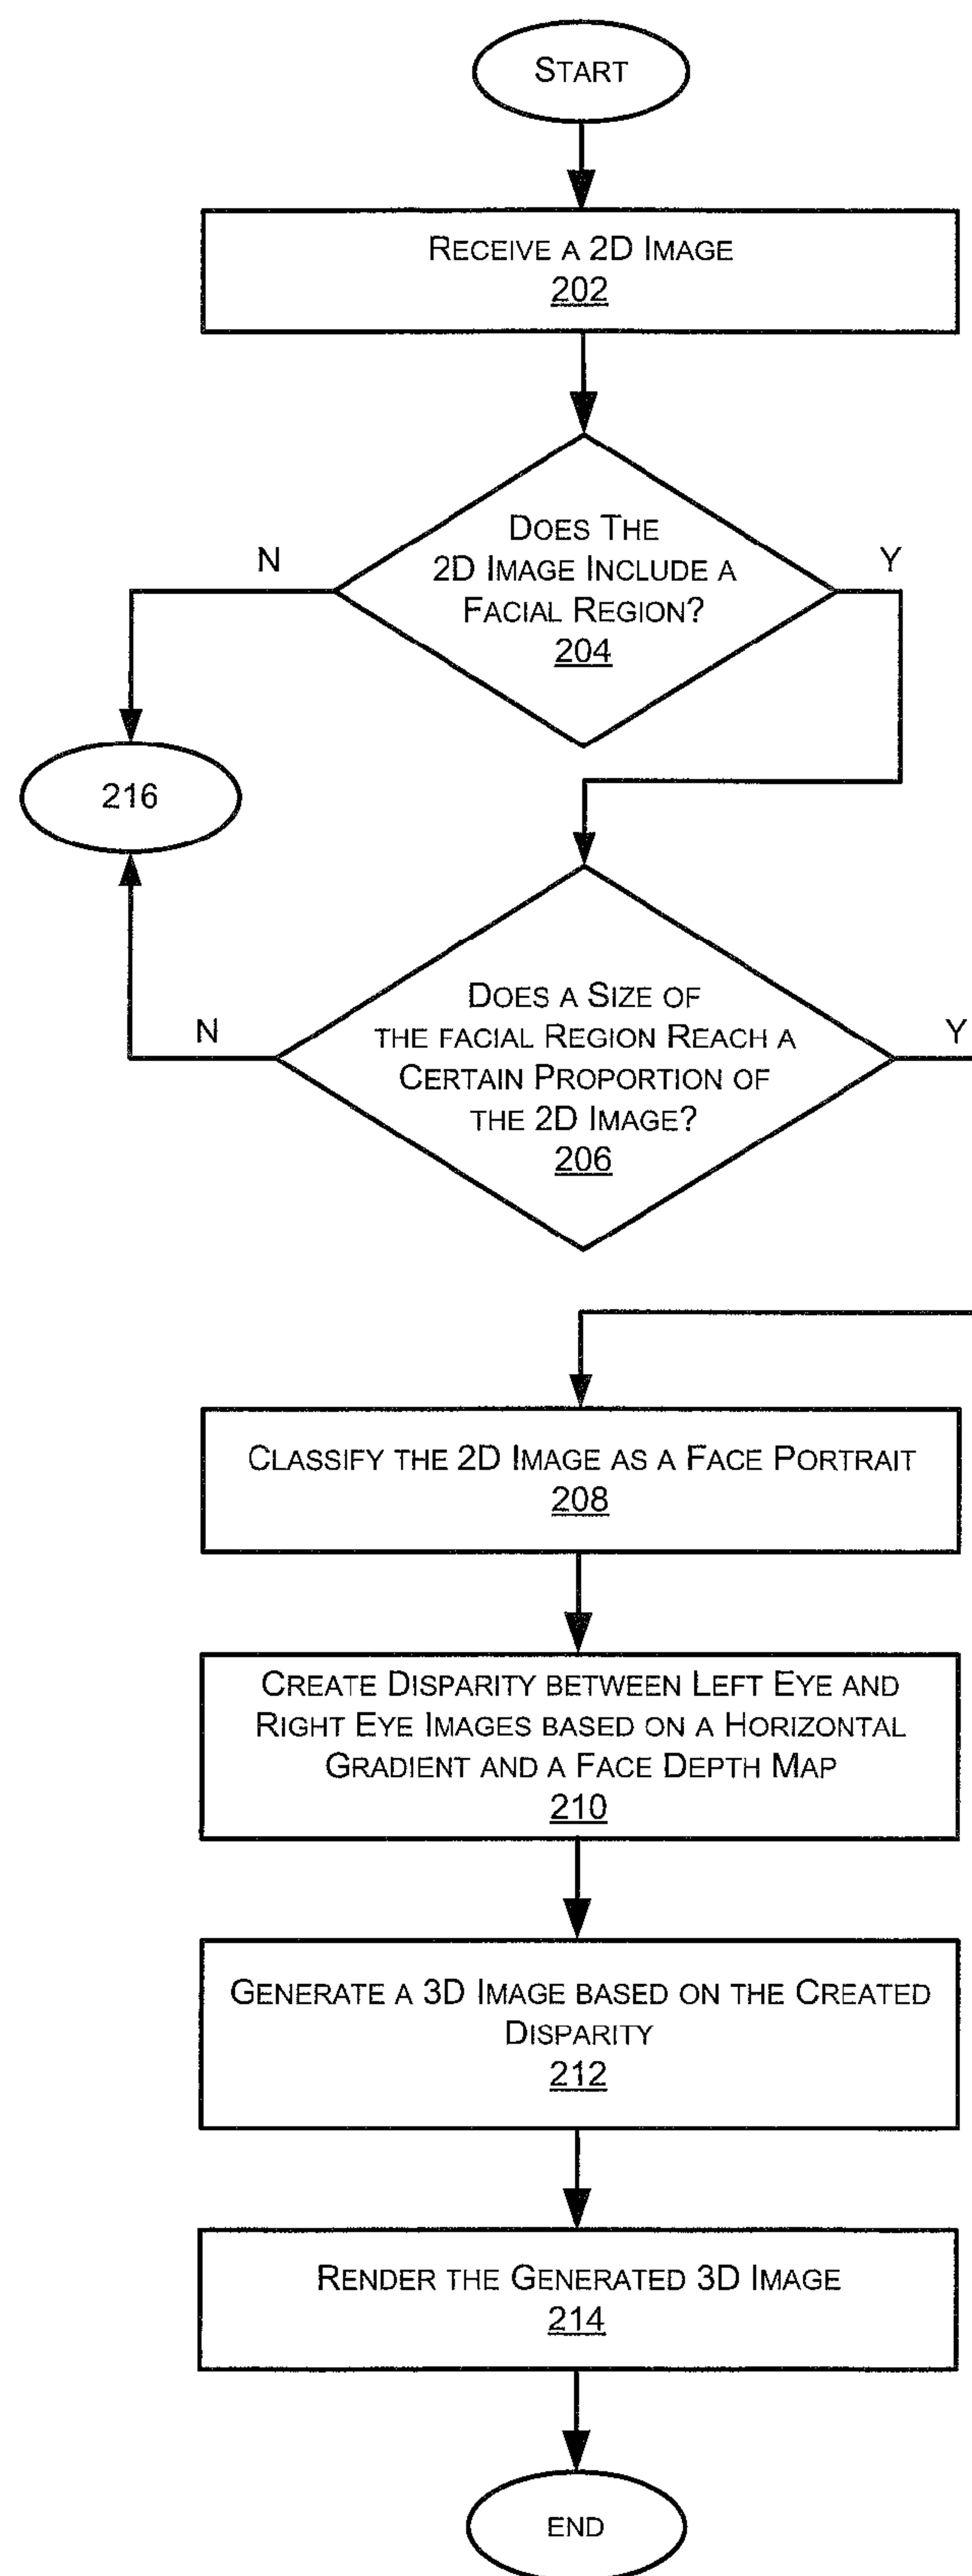 START
RECEIVE A 2D IMAGE
202
DOES THE
2D IMAGE INCLUDE A
FACIAL REGION?
204
N
Y
216
DOES A SIZE OF
THE FACIAL REGION REACH A
CERTAIN PROPORTION OF
THE 2D IMAGE?
206
N
Y
CLASSIFY THE 2D IMAGE AS A FACE PORTRAIT
208
CREATE DISPARITY BETWEEN LEFT EYE AND
RIGHT EYE IMAGES BASED ON A HORIZONTAL
GRADIENT AND A FACE DEPTH MAP
210
GENERATE A 3D IMAGE BASED ON THE CREATED
DISPARITY
212
RENDER THE GENERATED 3D IMAGE
214
END